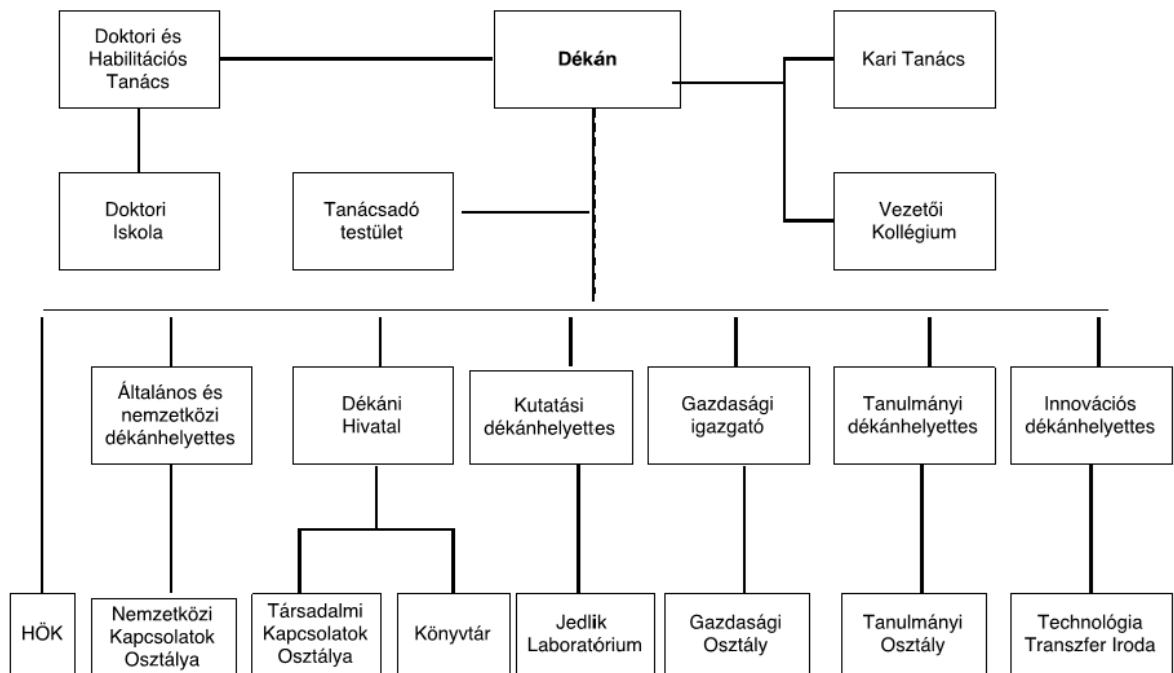 Doktori és
Habilitációs
Tanács
Dékán
Kari Tanács
Doktori
Iskola
Tanácsadó
testület
Vezetői
Kollégium
Általános és
nemzetközi
dékánhelyettes
Dékáni
Hivatal
Kutatási
dékánhelyettes
Gazdasági
igazgató
Tanulmányi
dékánhelyettes
Innovációs
dékánhelyettes
HÖK
Nemzetközi
Kapcsolatok
Osztálya
Társadalmi
Kapcsolatok
Osztálya
Könyvtár
Jedlik
Laboratórium
Gazdasági
Osztály
Tanulmányi
Osztály
Technológia
Transzfer Iroda